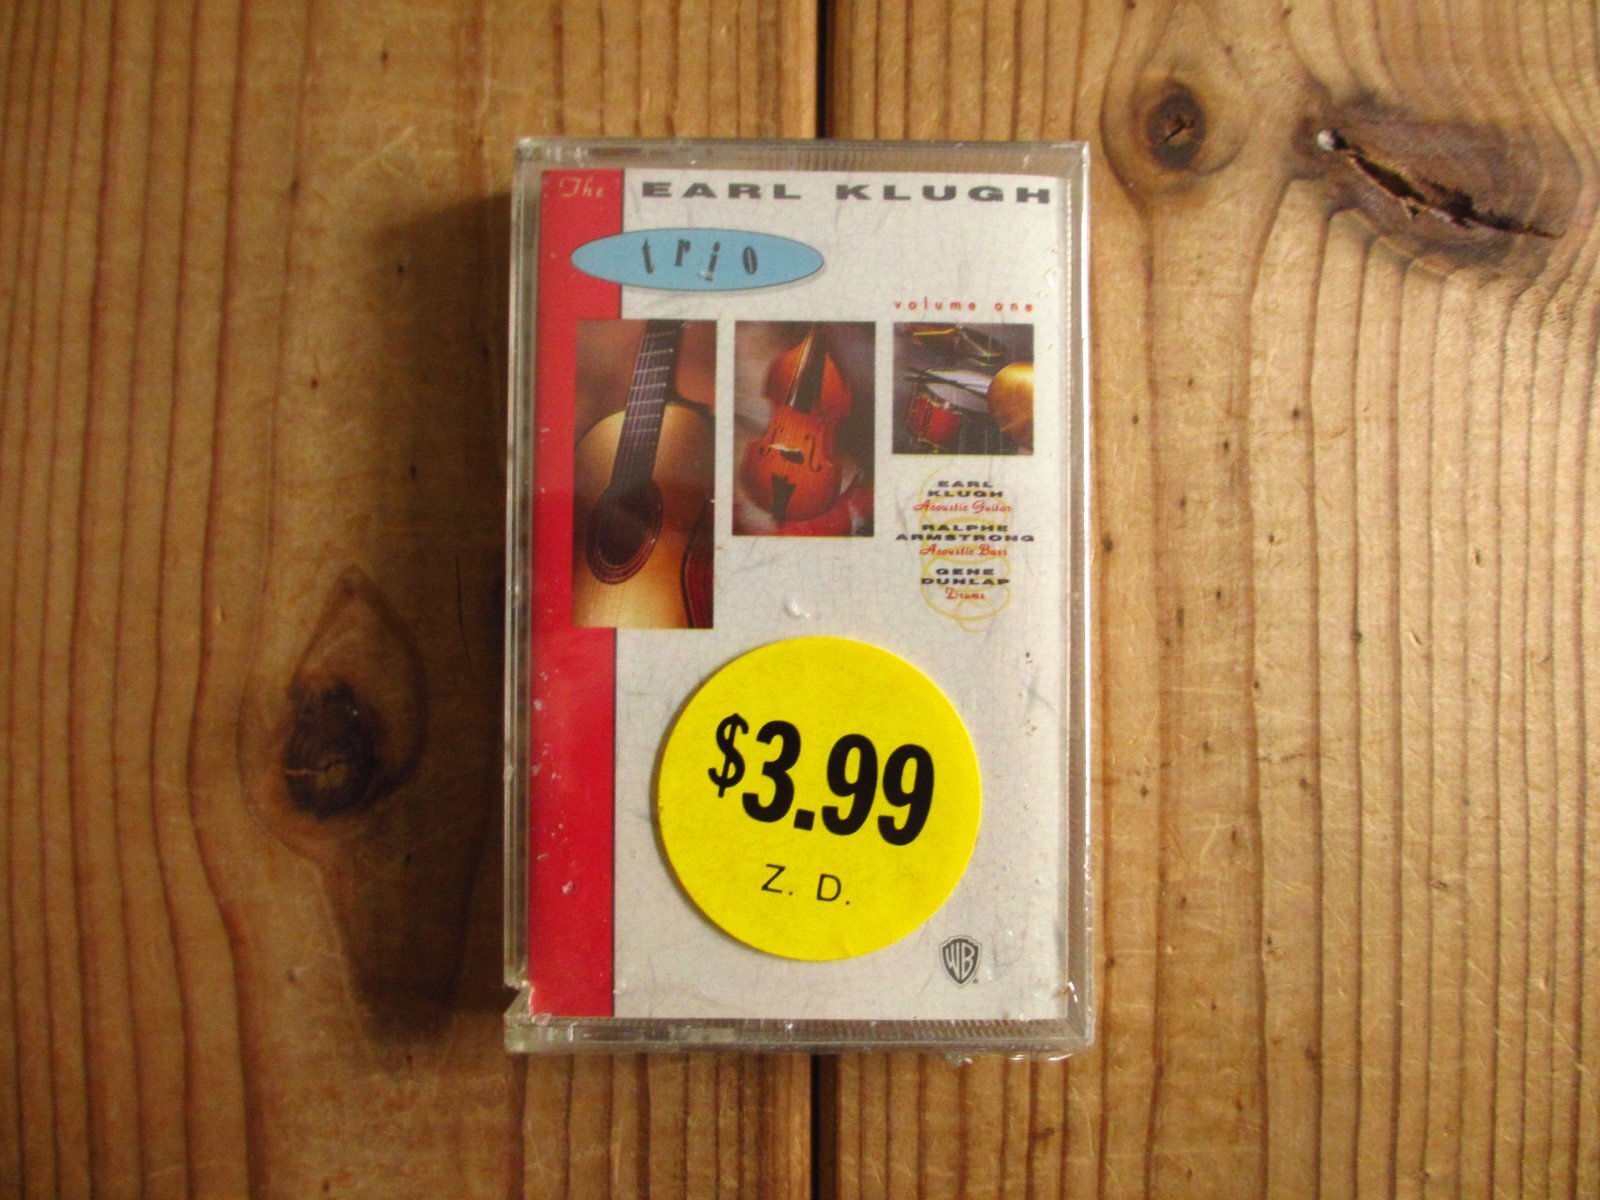 The EARL KLUGH
trio
volume one
EARL
KLUGH
Acoustic Guitar
RALPHE
ARMSTRONG
Acoustic Bass
GENE
DUNLAP
Drums
$3.99
Z. D.
WB